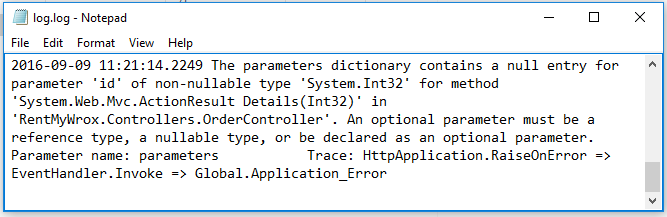 log.log - Notepad
File Edit Format View Help
2016-09-09 11:21:14.2249 The parameters dictionary contains a null entry for
parameter 'id' of non-nullable type 'System.Int32' for method
'System.Web.Mvc.ActionResult Details(Int32)' in
'RentMyWrox.Controllers.OrderController'. An optional parameter must be a
reference type, a nullable type, or be declared as an optional parameter.
Parameter name: parameters Trace: HttpApplication.RaiseOnError =>
EventHandler.Invoke => Global.Application_Error